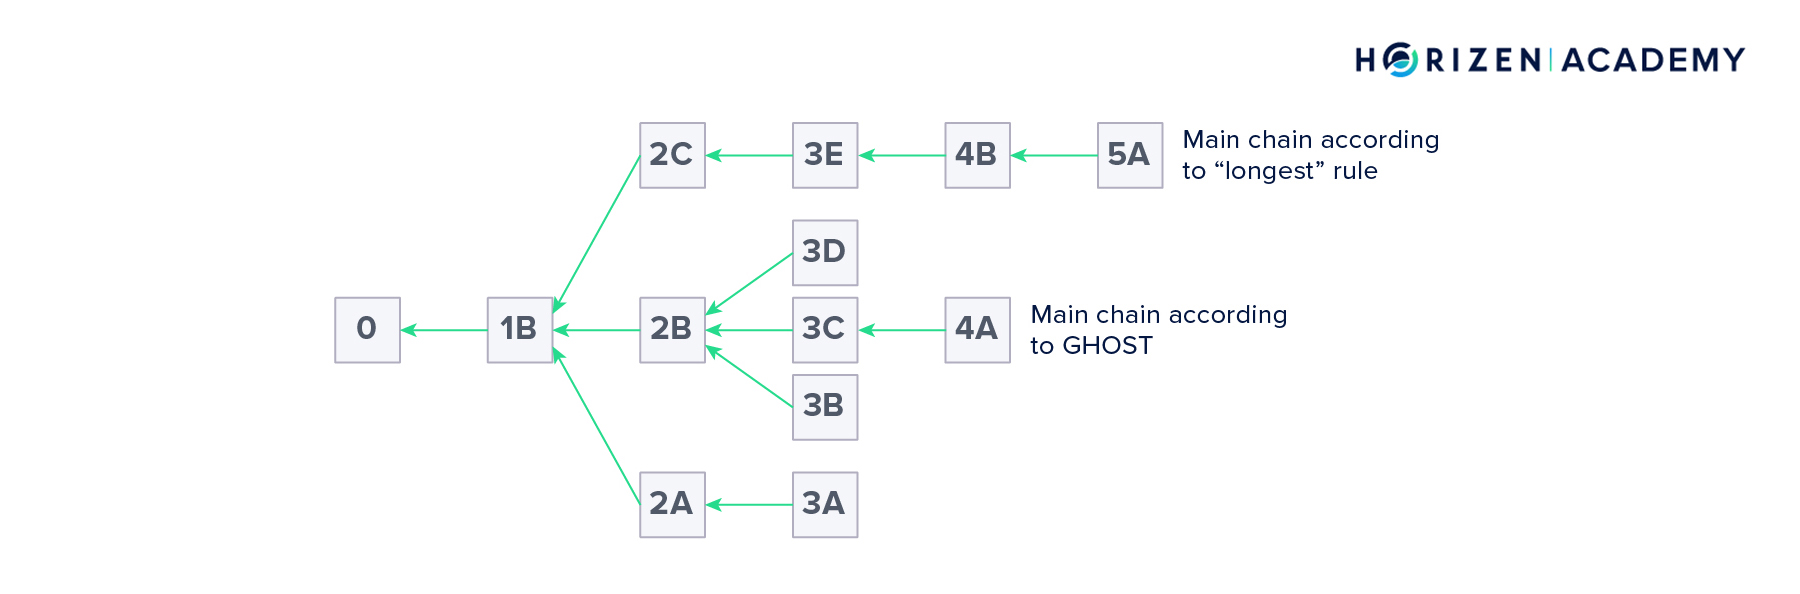 HORIZEN | ACADEMY
2C
3E
4B
5A
Main chain according
to “longest” rule
3D
0
1B
2B
3C
4A
Main chain according
to GHOST
3B
2A
3A